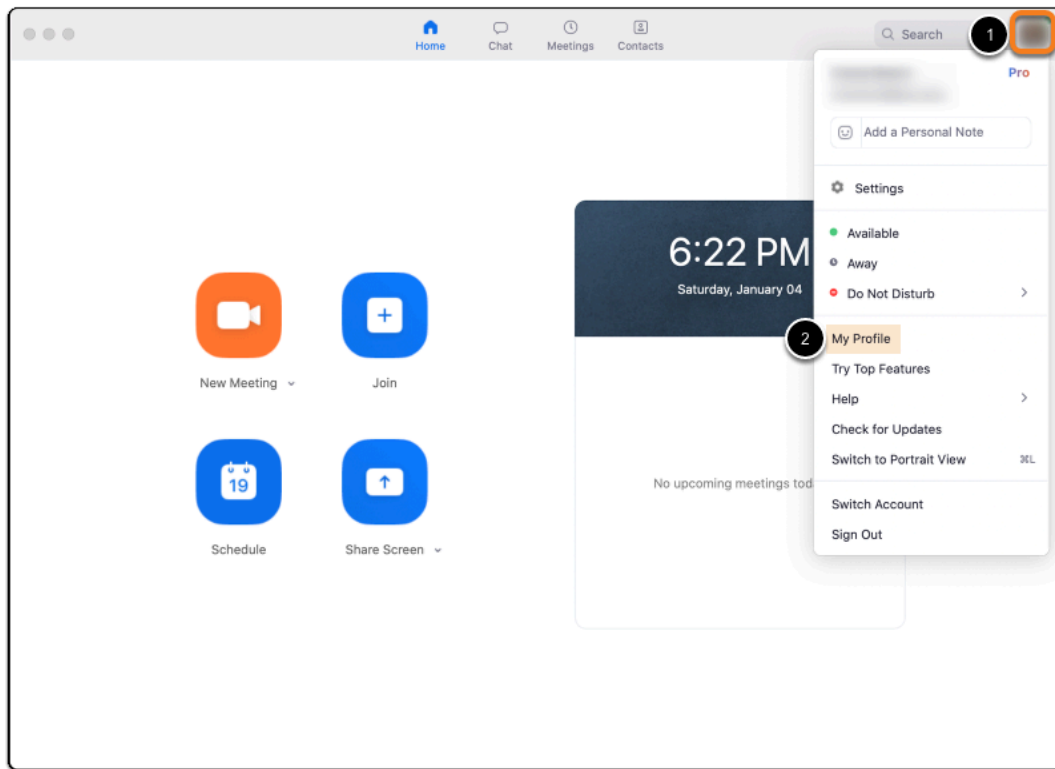 Home
Chat
Meetings
Contacts
Search
1
Pro
Add a Personal Note
Settings
Available
Away
Do Not Disturb
2
My Profile
Try Top Features
Help
Check for Updates
Switch to Portrait View ⌘L
Switch Account
Sign Out
6:22 PM
Saturday, January 04
No upcoming meetings tod
New Meeting
Join
19
Schedule
Share Screen